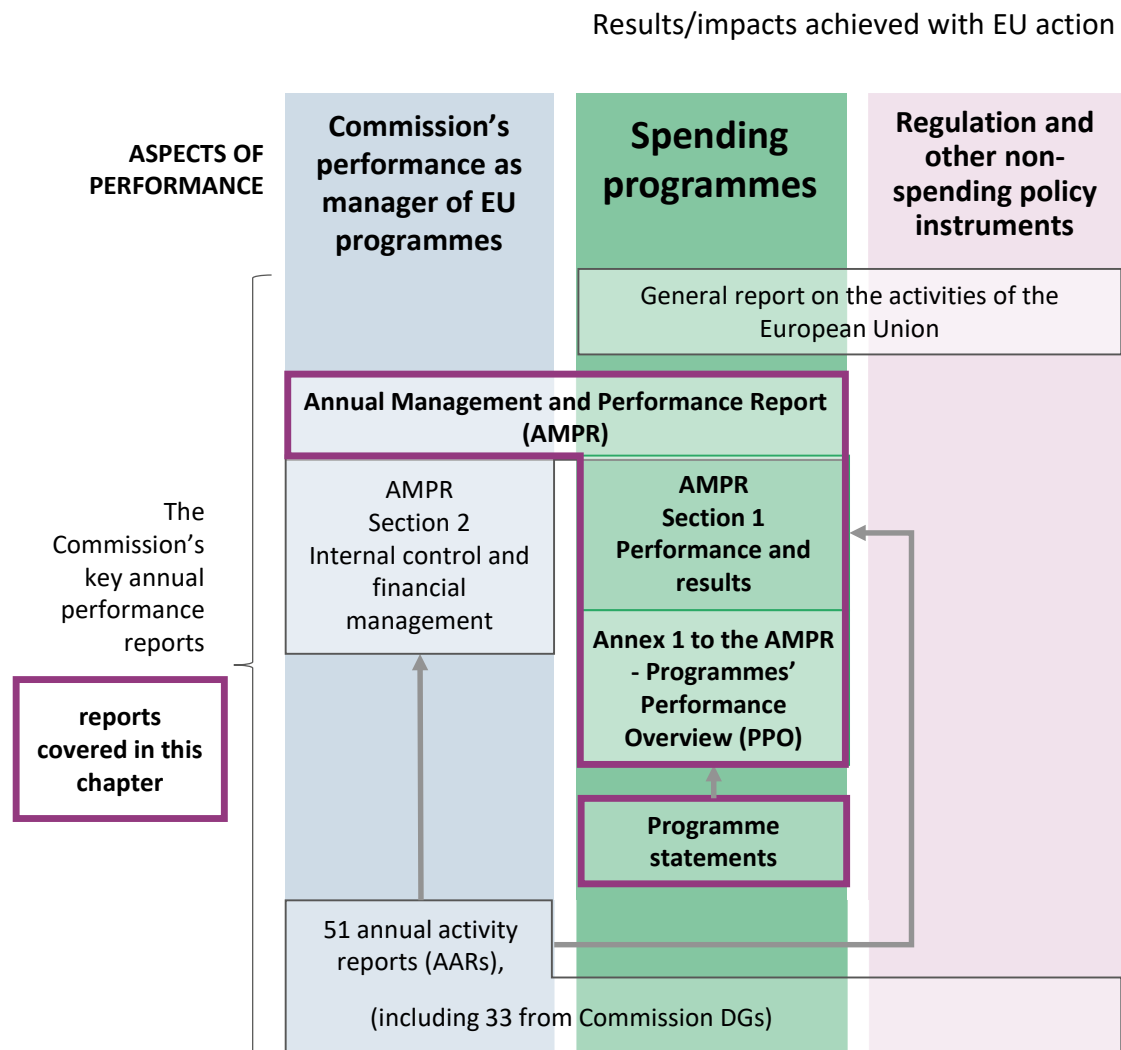 Results/impacts achieved with EU action
ASPECTS OF
PERFORMANCE
Commission's
performance as
manager of EU
programmes
Spending
programmes
Regulation and
other non-
spending policy
instruments
General report on the activities of the
European Union
Annual Management and Performance Report
(AMPR)
The
Commission's
key annual
performance
reports
reports
covered in this
chapter
AMPR
Section 2
Internal control and
financial
management
AMPR
Section 1
Performance and
results
Annex 1 to the AMPR
- Programmes'
Performance
Overview (PPO)
Programme
statements
51 annual activity
reports (AARs),
(including 33 from Commission DGs)